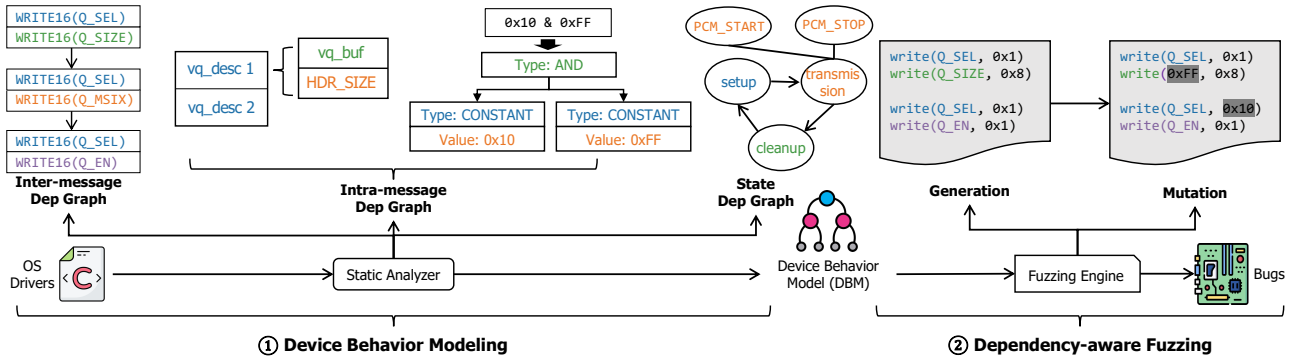 WRITE16(Q_SEL)
WRITE16(Q_SIZE)
WRITE16(Q_SEL)
WRITE16(Q_MSIX)
WRITE16(Q_SEL)
WRITE16(Q_EN)
Inter-message
Dep Graph
vq_desc 1
vq_desc 2
vq_buf
HDR_SIZE
0x10 & 0xFF
Type: AND
Type: CONSTANT
Value: 0x10
Type: CONSTANT
Value: 0xFF
Intra-message
Dep Graph
PCM_START
PCM_STOP
setup
transmis
sion
cleanup
State
Dep Graph
write(Q_SEL, 0x1)
write(Q_SIZE, 0x8)
write(Q_SEL, 0x1)
write(Q_EN, 0x1)
Generation
write(Q_SEL, 0x1)
write(0xFF, 0x8)
write(Q_SEL, 0x10)
write(Q_EN, 0x1)
Mutation
OS
Drivers
<C>
Static Analyzer
Device Behavior
Model (DBM)
Fuzzing Engine
Bugs
① Device Behavior Modeling
② Dependency-aware Fuzzing